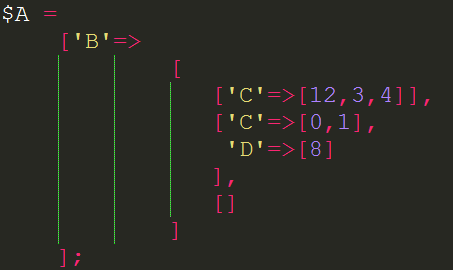 $A =
['B'=>
[
['C'=>[12,3,4]],
['C'=>[0,1],
'D'=>[8]
],
[]
]
];